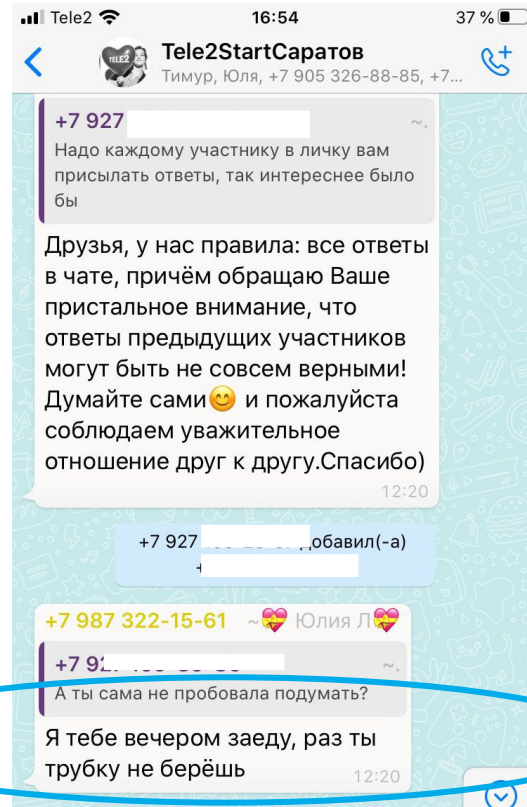 Tele2 16:54 37 %
Tele2StartСаратов
Тимур, Юля, +7 905 326-88-85, +7...
TELE2
+7 927 ~.
Надо каждому участнику в личку вам
присылать ответы, так интереснее было
бы
Друзья, у нас правила: все ответы
в чате, причём обращаю Ваше
пристальное внимание, что
ответы предыдущих участников
могут быть не совсем верными!
Думайте сами😊 и пожалуйста
соблюдаем уважительное
отношение друг к другу.Спасибо)
12:20
+7 927 добавил(-а)
+7 987 322-15-61 ~💝 Юлия Л💝
~.
А ты сама не пробовала подумать?
Я тебе вечером заеду, раз ты
трубку не берёшь
12:20